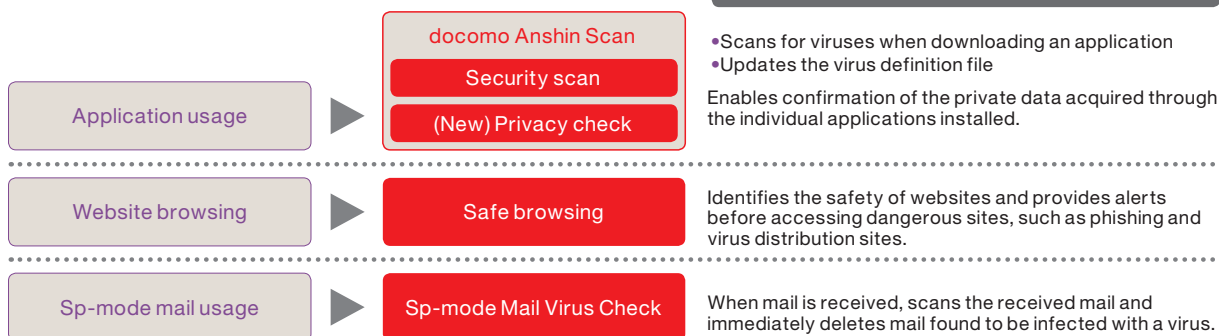 docomo Anshin Scan
Security scan
(New) Privacy check
Application usage
•Scans for viruses when downloading an application
•Updates the virus definition file
Enables confirmation of the private data acquired through
the individual applications installed.
Website browsing
Safe browsing
Identifies the safety of websites and provides alerts
before accessing dangerous sites, such as phishing and
virus distribution sites.
Sp-mode mail usage
Sp-mode Mail Virus Check
When mail is received, scans the received mail and
immediately deletes mail found to be infected with a virus.